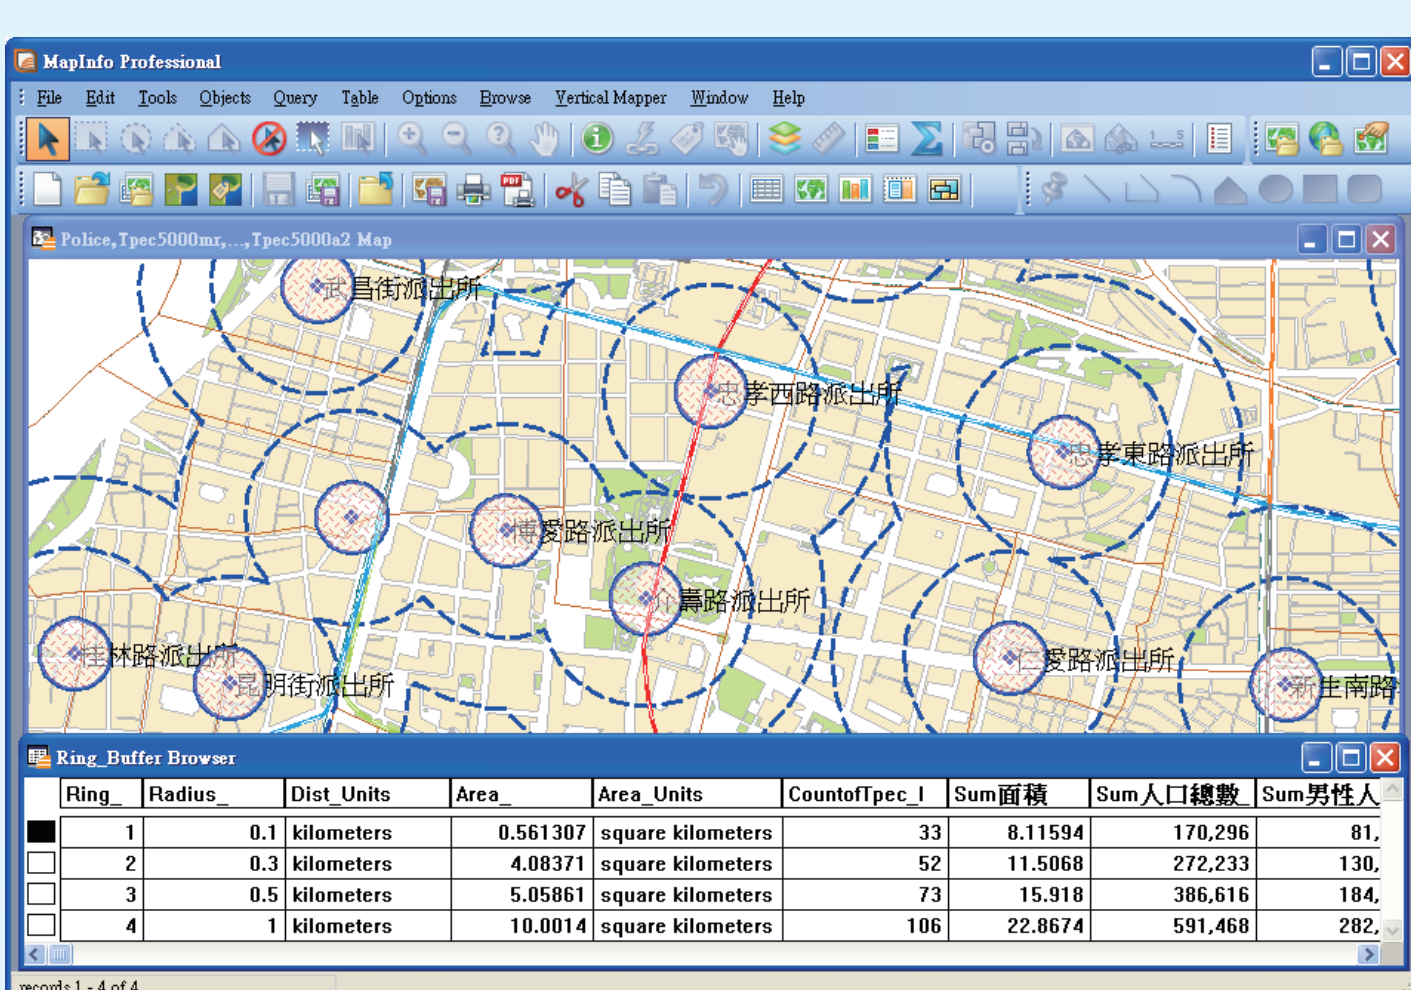 MapInfo Professional
File Edit Tools Objects Query Table Options Browse Vertical Mapper Window Help
Police,Tpec5000mr,...,Tpec5000a2 Map
武昌街派出所
忠孝西路派出所
忠孝東路派出所
博愛路派出所
介壽路派出所
桂林路派出所
昆明街派出所
仁愛路派出所
新生南路
Ring_Buffer Browser
Ring_ Radius_ Dist_Units Area_ Area_Units CountofTpec_l Sum面積 Sum人口總數_ Sum男性人
1 0.1 kilometers 0.561307 square kilometers 33 8.11594 170,296 81,
2 0.3 kilometers 4.08371 square kilometers 52 11.5068 272,233 130,
3 0.5 kilometers 5.05861 square kilometers 73 15.918 386,616 184,
4 1 kilometers 10.0014 square kilometers 106 22.8674 591,468 282,
records 1 - 4 of 4